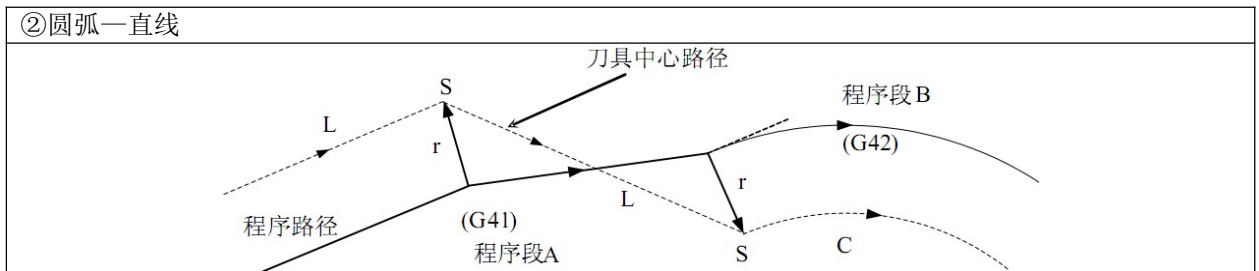 ②圆弧—直线
刀具中心路径
S
程序段B
L
(G42)
r
r
L
程序路径
(G41)
程序段A
S
C